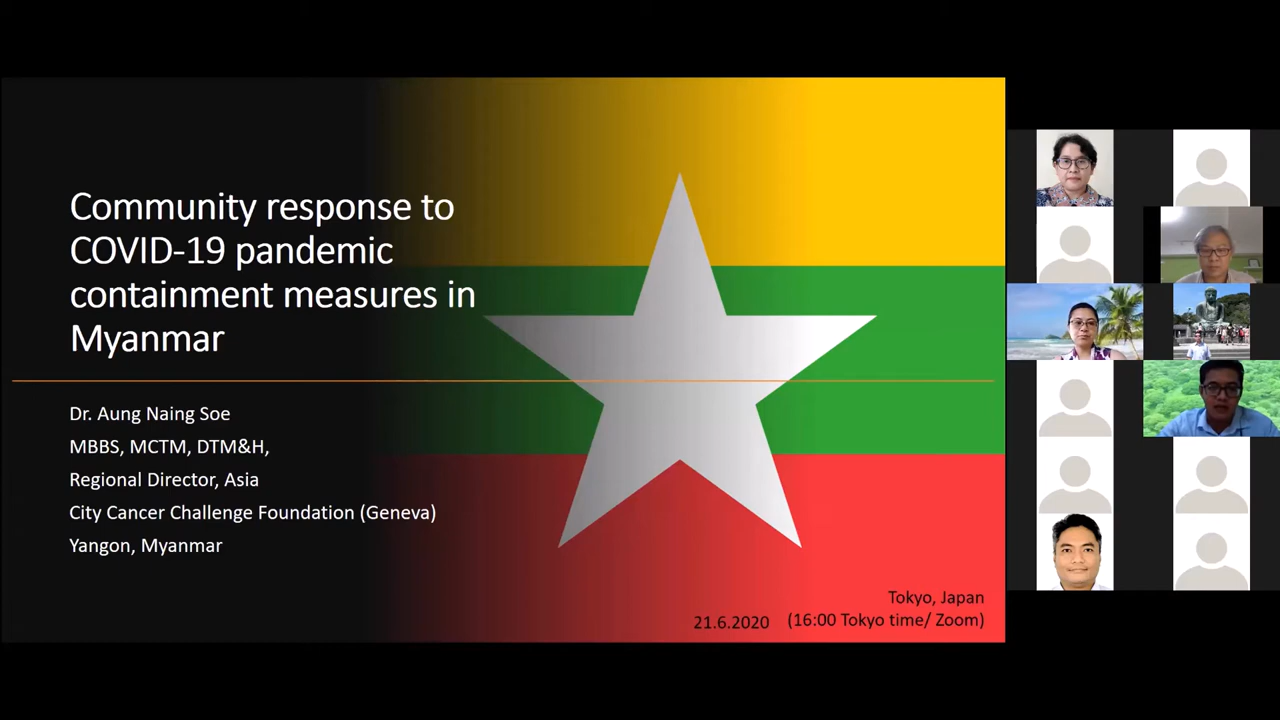 Community response to
COVID-19 pandemic
containment measures in
Myanmar
Dr. Aung Naing Soe
MBBS, MCTM, DTM&H,
Regional Director, Asia
City Cancer Challenge Foundation (Geneva)
Yangon, Myanmar
Tokyo, Japan
21.6.2020 (16:00 Tokyo time/ Zoom)